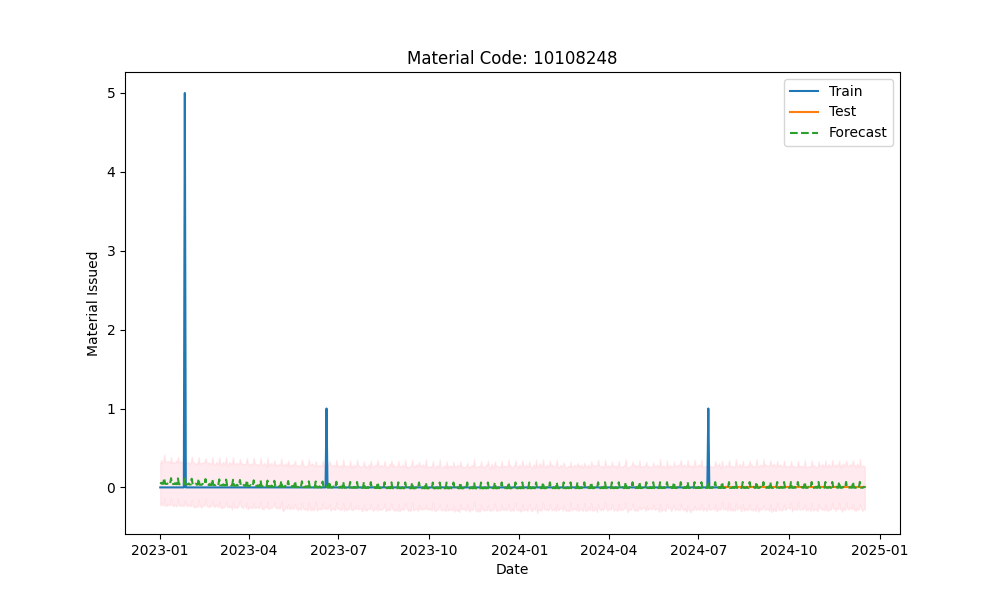 Material Code: 10108248
Train
Test
Forecast
5
4
3
2
1
0
Material Issued
2023-01 2023-04 2023-07 2023-10 2024-01 2024-04 2024-07 2024-10 2025-01
Date